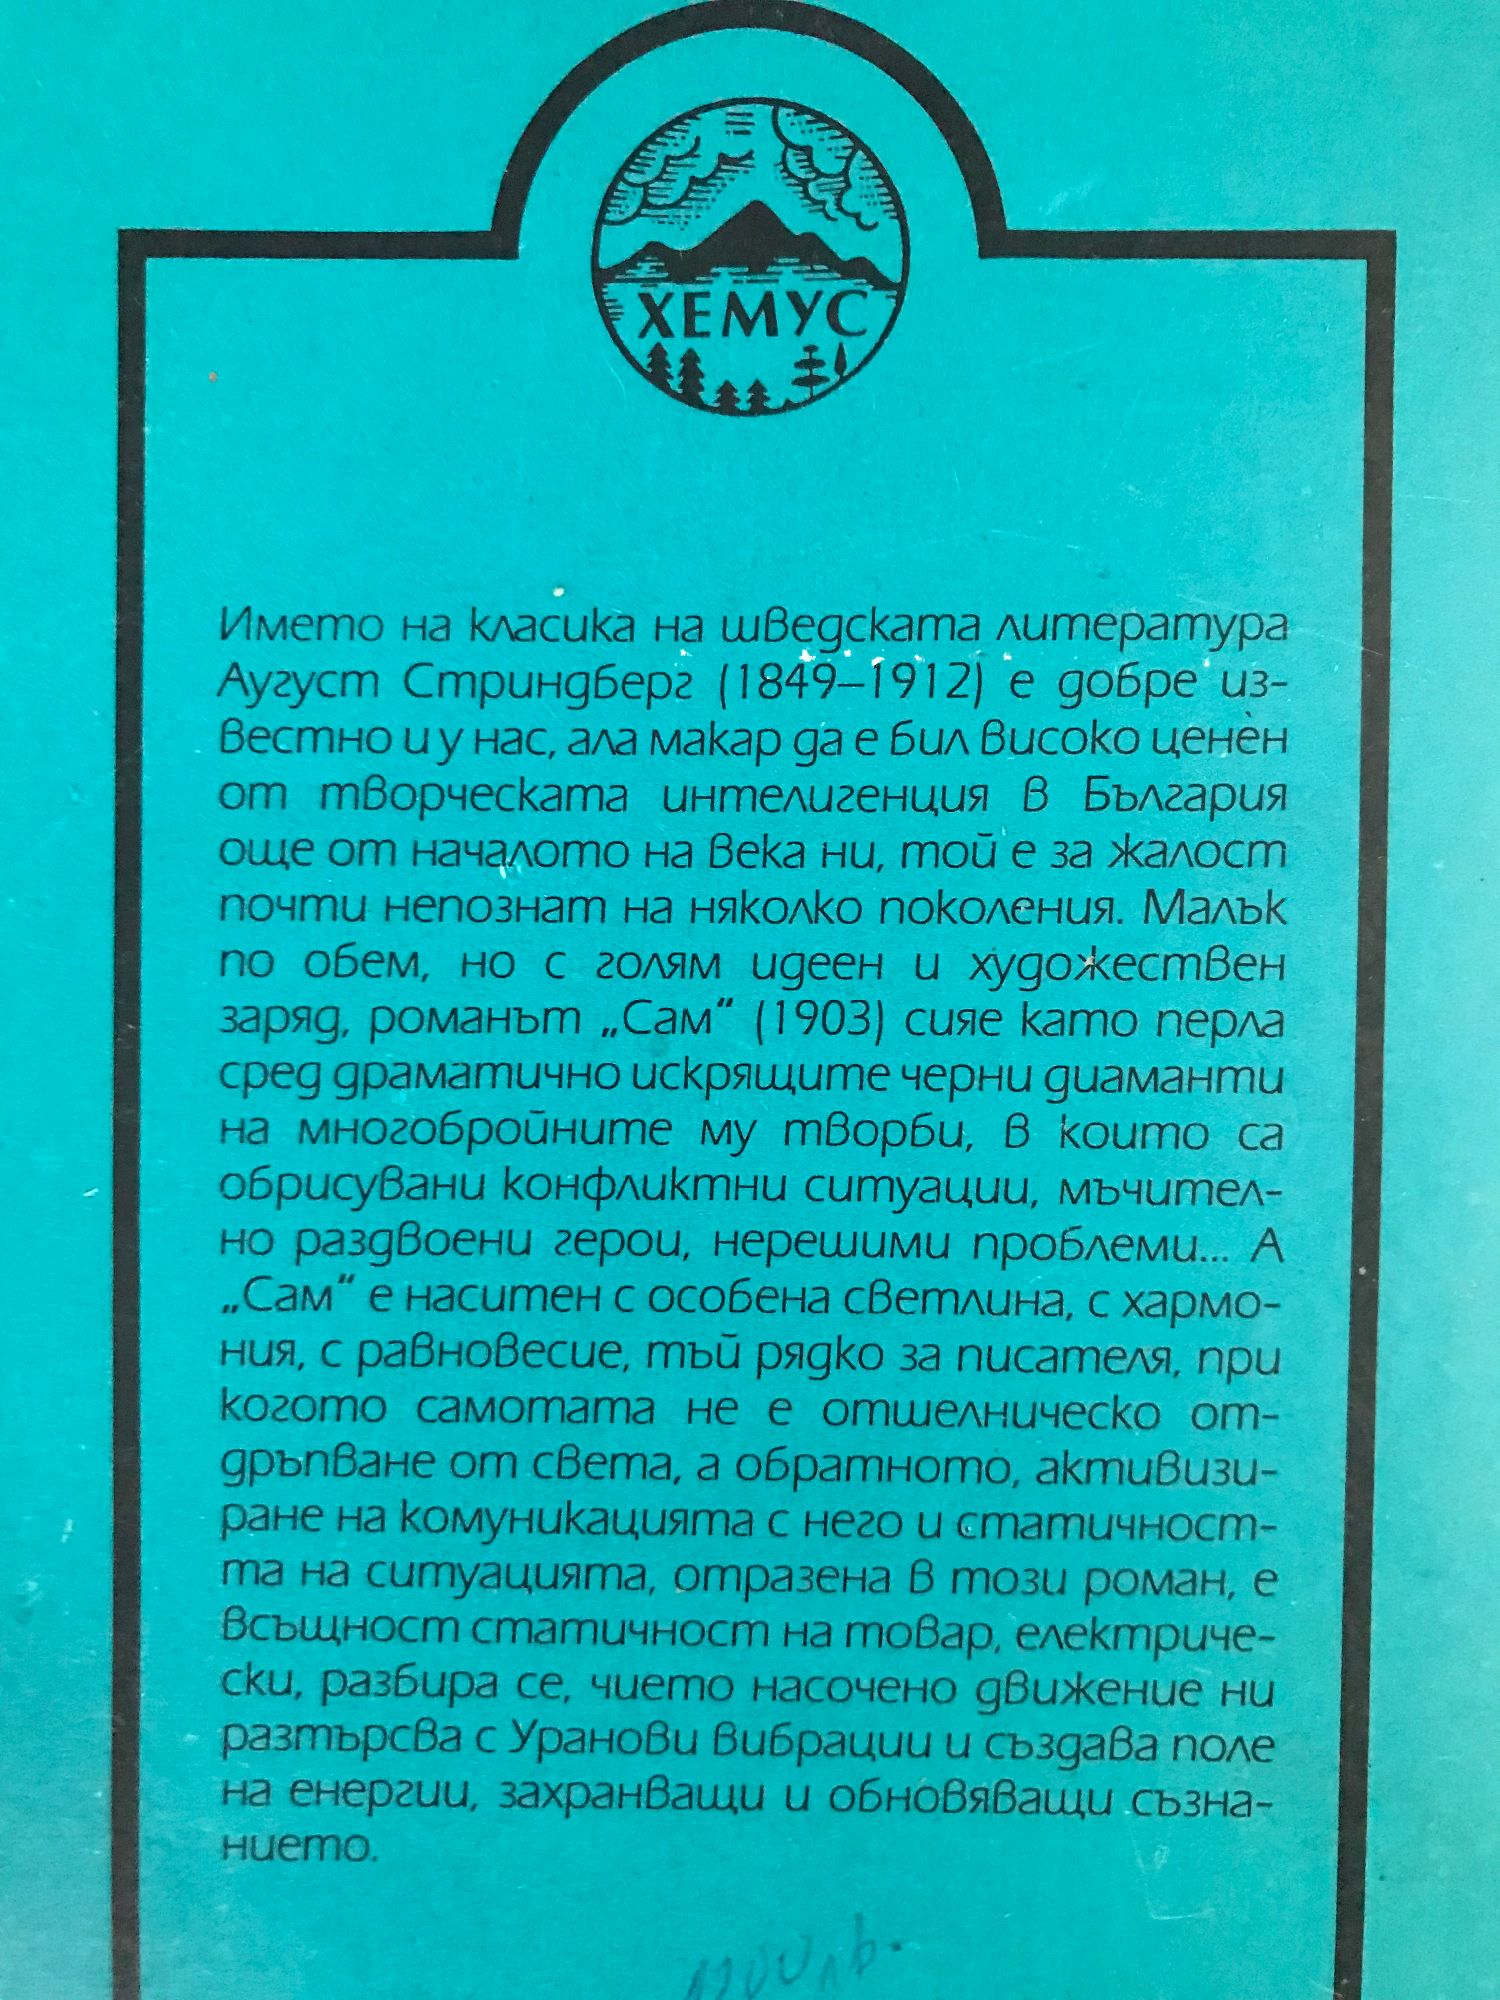 ХЕМУС
Името на класика на шведската литература
Аугуст Стриндберг (1849–1912) е добре из-
вестно и у нас, ала макар да е бил високо ценѐн
от творческата интелигенция в България
още от началото на века ни, той е за жалост
почти непознат на няколко поколения. Малък
по обем, но с голям идеен и художествен
заряд, романът „Сам“ (1903) сияе като перла
сред драматично искрящите черни диаманти
на многобройните му творби, в които са
обрисувани конфликтни ситуации, мъчител-
но раздвоени герои, нерешими проблеми... А
„Сам“ е наситен с особена светлина, с хармо-
ния, с равновесие, тъй рядко за писателя, при
когото самотата не е отшелническо от-
дръпване от света, а обратното, активизи-
ране на комуникацията с него и статичност-
та на ситуацията, отразена в този роман, е
всъщност статичност на товар, електриче-
ски, разбира се, чието насочено движение ни
разтърсва с Уранови вибрации и създава поле
на енергии, захранващи и обновяващи съзна-
нието.